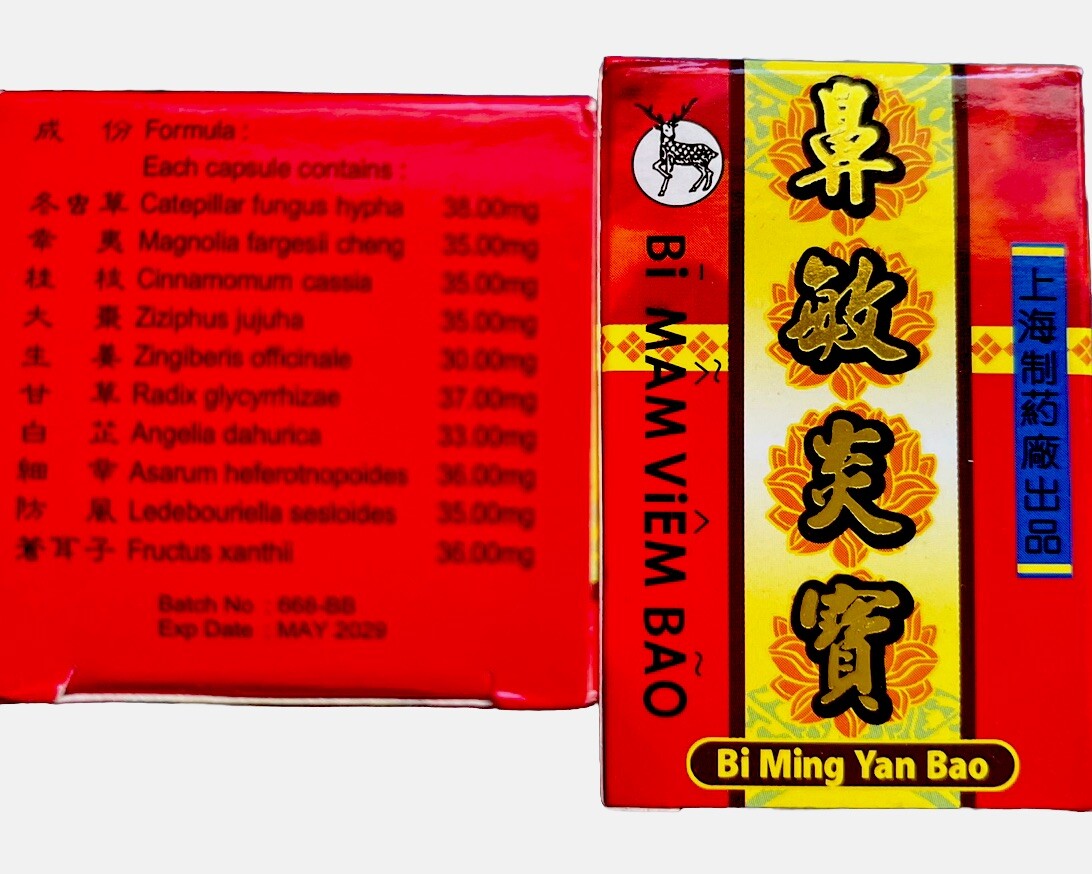 成 份 Formula :
Each capsule contains :
冬虫草 Catepillar fungus hypha 38.00mg
辛 夷 Magnolia fargesii cheng 35.00mg
桂 枝 Cinnamomum cassia 35.00mg
大 棗 Ziziphus jujuha 35.00mg
生 姜 Zingiberis officinale 30.00mg
甘 草 Radix glycyrrhizae 37.00mg
白 芷 Angelia dahurica 33.00mg
細 辛 Asarum heferotnopoides 36.00mg
防 風 Ledebouriella sesloides 35.00mg
蒼耳子 Fructus xanthii 36.00mg
Batch No : 668-BB
Exp Date : MAY 2029
BĪ MẪM VIÊM BÃO
鼻敏炎寶
上海制药廠出品
Bi Ming Yan Bao